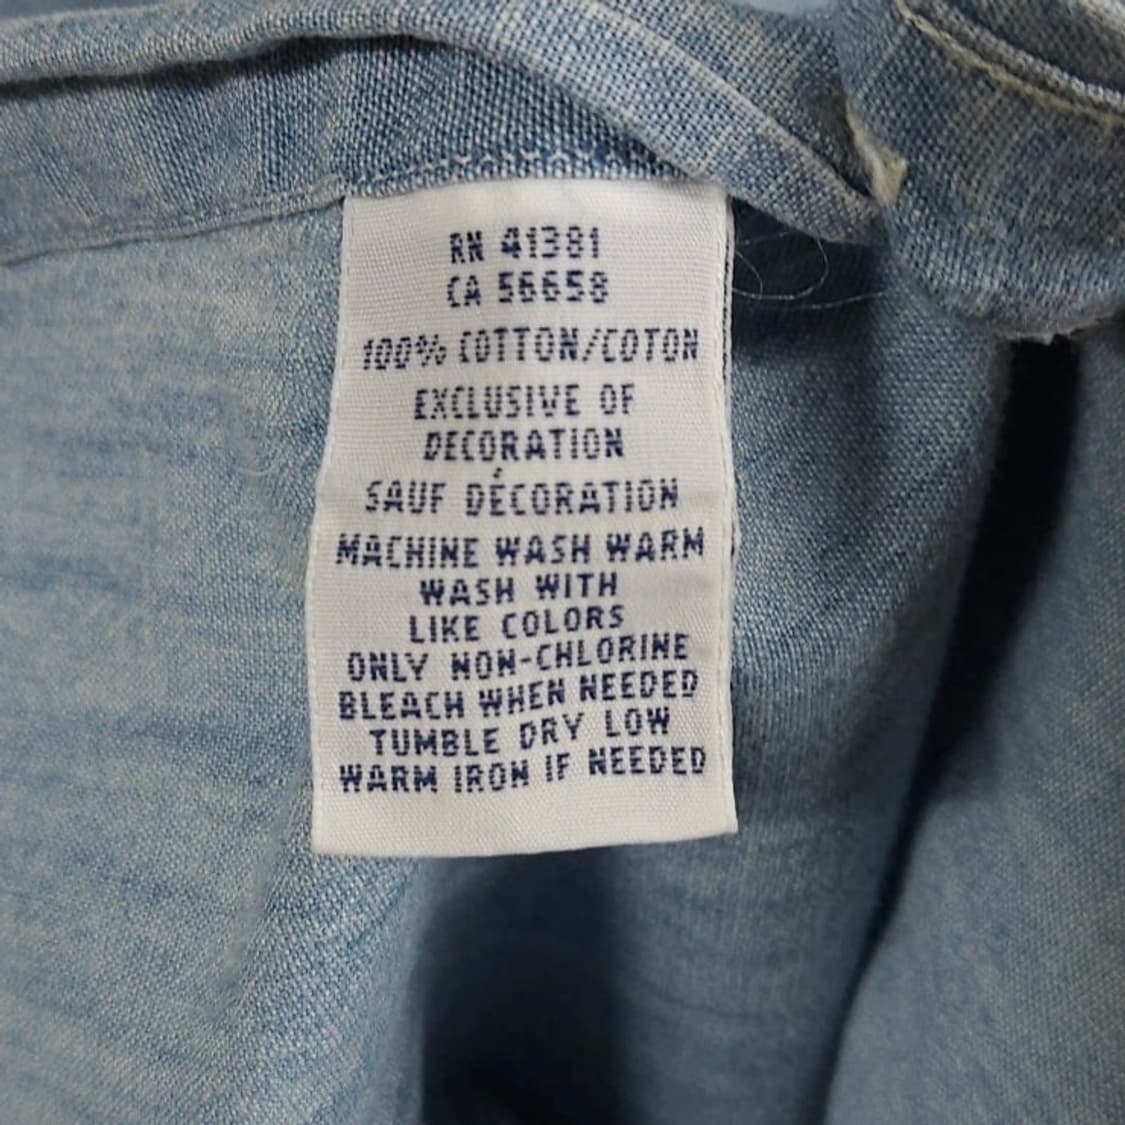 RN 41381
CA 56658
100% COTTON/COTON
EXCLUSIVE OF
DECORATION
SAUF DÉCORATION
MACHINE WASH WARM
WASH WITH
LIKE COLORS
ONLY NON-CHLORINE
BLEACH WHEN NEEDED
TUMBLE DRY LOW
WARM IRON IF NEEDED